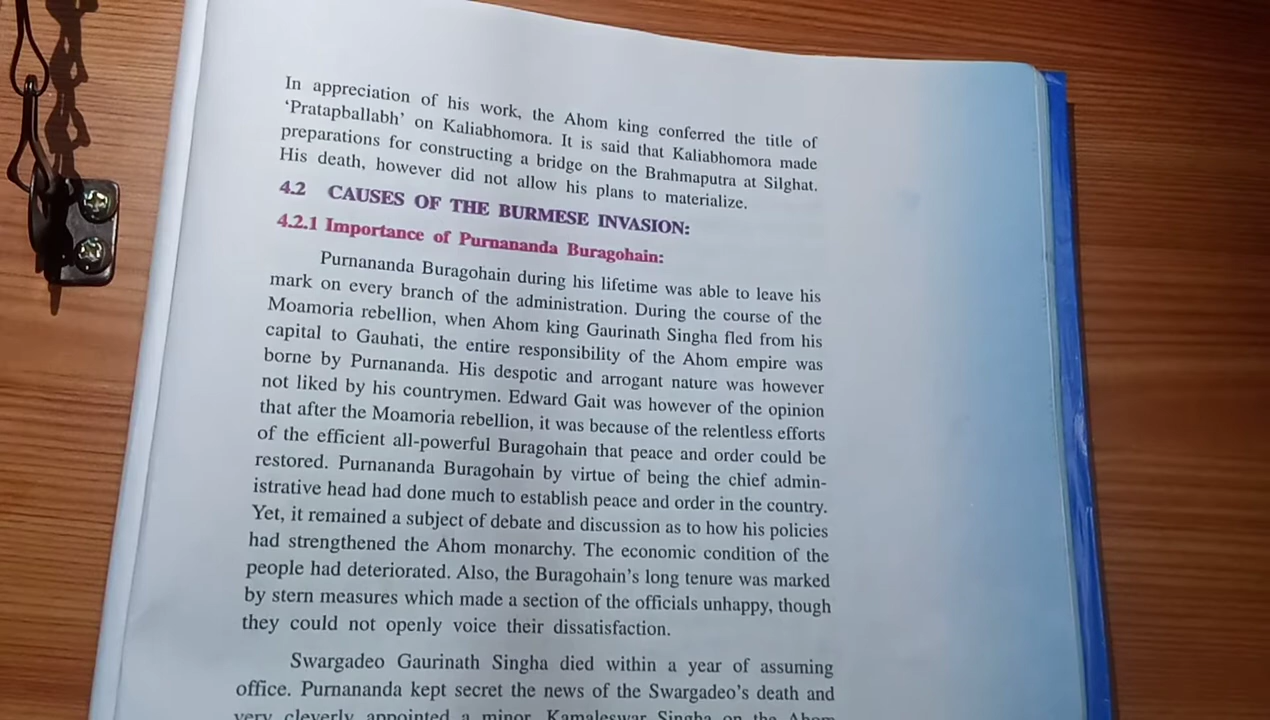 In appreciation of his work, the Ahom king conferred the title of
‘Pratapballabh’ on Kaliabhomora. It is said that Kaliabhomora made
preparations for constructing a bridge on the Brahmaputra at Silghat.
His death, however did not allow his plans to materialize.
4.2 CAUSES OF THE BURMESE INVASION:
4.2.1 Importance of Purnananda Buragohain:
Purnananda Buragohain during his lifetime was able to leave his
mark on every branch of the administration. During the course of the
Moamoria rebellion, when Ahom king Gaurinath Singha fled from his
capital to Gauhati, the entire responsibility of the Ahom empire was
borne by Purnananda. His despotic and arrogant nature was however
not liked by his countrymen. Edward Gait was however of the opinion
that after the Moamoria rebellion, it was because of the relentless efforts
of the efficient all-powerful Buragohain that peace and order could be
restored. Purnananda Buragohain by virtue of being the chief admin-
istrative head had done much to establish peace and order in the country.
Yet, it remained a subject of debate and discussion as to how his policies
had strengthened the Ahom monarchy. The economic condition of the
people had deteriorated. Also, the Buragohain’s long tenure was marked
by stern measures which made a section of the officials unhappy, though
they could not openly voice their dissatisfaction.
Swargadeo Gaurinath Singha died within a year of assuming
office. Purnananda kept secret the news of the Swargadeo’s death and
very cleverly appointed a minor, Kamaleswar Singha on the Ahom